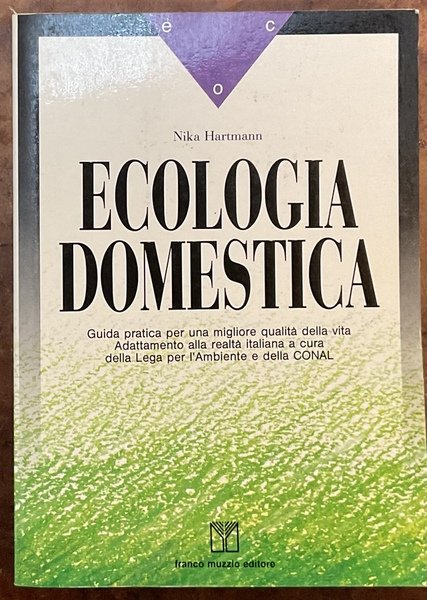 e c
o
Nika Hartmann
ECOLOGIA
DOMESTICA
Guida pratica per una migliore qualità della vita
Adattamento alla realtà italiana a cura
della Lega per l'Ambiente e della CONAL
franco muzzio editore